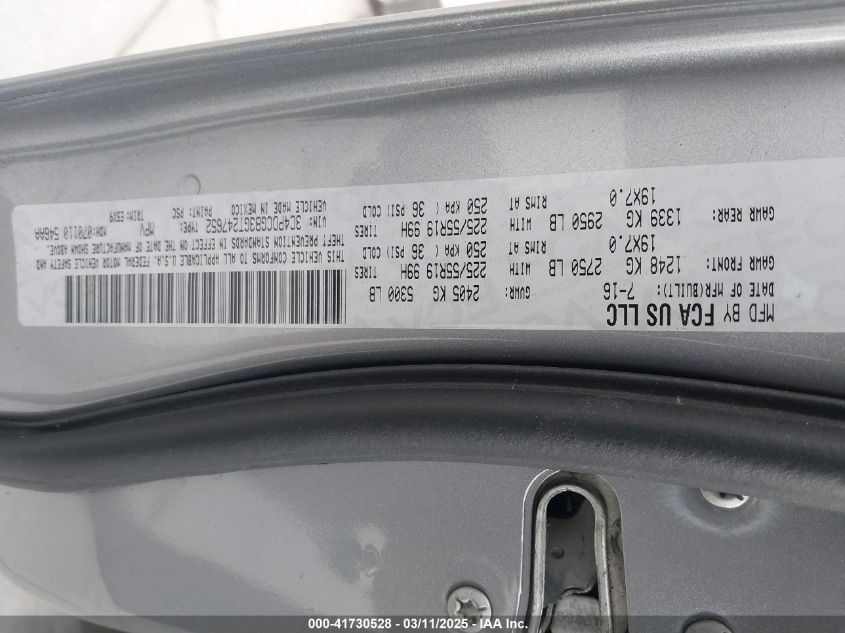 MFD BY FCA US LLC
DATE OF MFR(BUILT): 7-16
GVWR: 2405 KG 5300 LB
GAWR FRONT: 1248 KG 2750 LB WITH 225/55R19 99H TIRES
19X7.0 RIMS AT 250 KPA ( 36 PSI) COLD
GAWR REAR: 1339 KG 2950 LB WITH 225/55R19 99H TIRES
19X7.0 RIMS AT 250 KPA ( 36 PSI) COLD
THIS VEHICLE CONFORMS TO ALL APPLICABLE U.S.A. FEDERAL MOTOR VEHICLE SAFETY AND
THEFT PREVENTION STANDARDS IN EFFECT ON THE DATE OF MANUFACTURE SHOWN ABOVE.
VIN: 3C4PDCGB3GT247652 TYPE: MPV MDH:070110 546AA
VEHICLE MADE IN MEXICO PAINT: PSC TRIM:E5X9
000-41730528 - 03/11/2025 - IAA Inc.